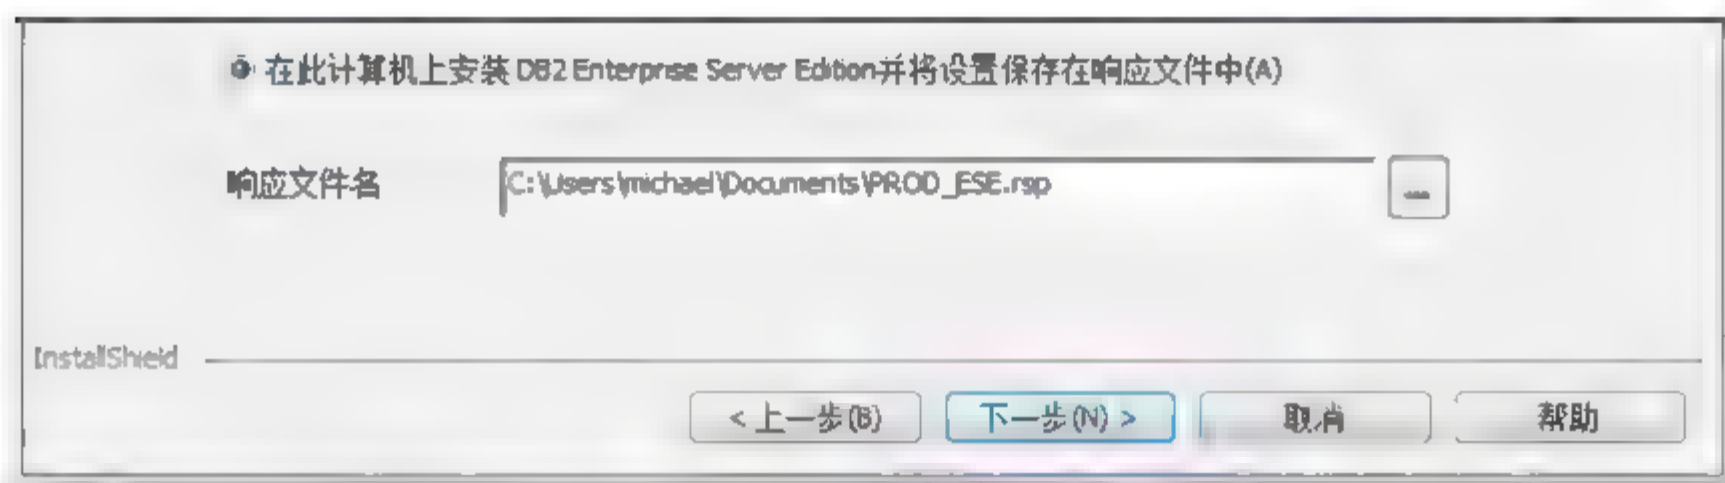 在此计算机上安装 DB2 Enterprise Server Edition并将设置保存在响应文件中(A)
响应文件名 C:\Users\michael\Documents\PROD_ESE.rsp ...
InstallShield
< 上一步(B) 下一步(N) > 取消 帮助